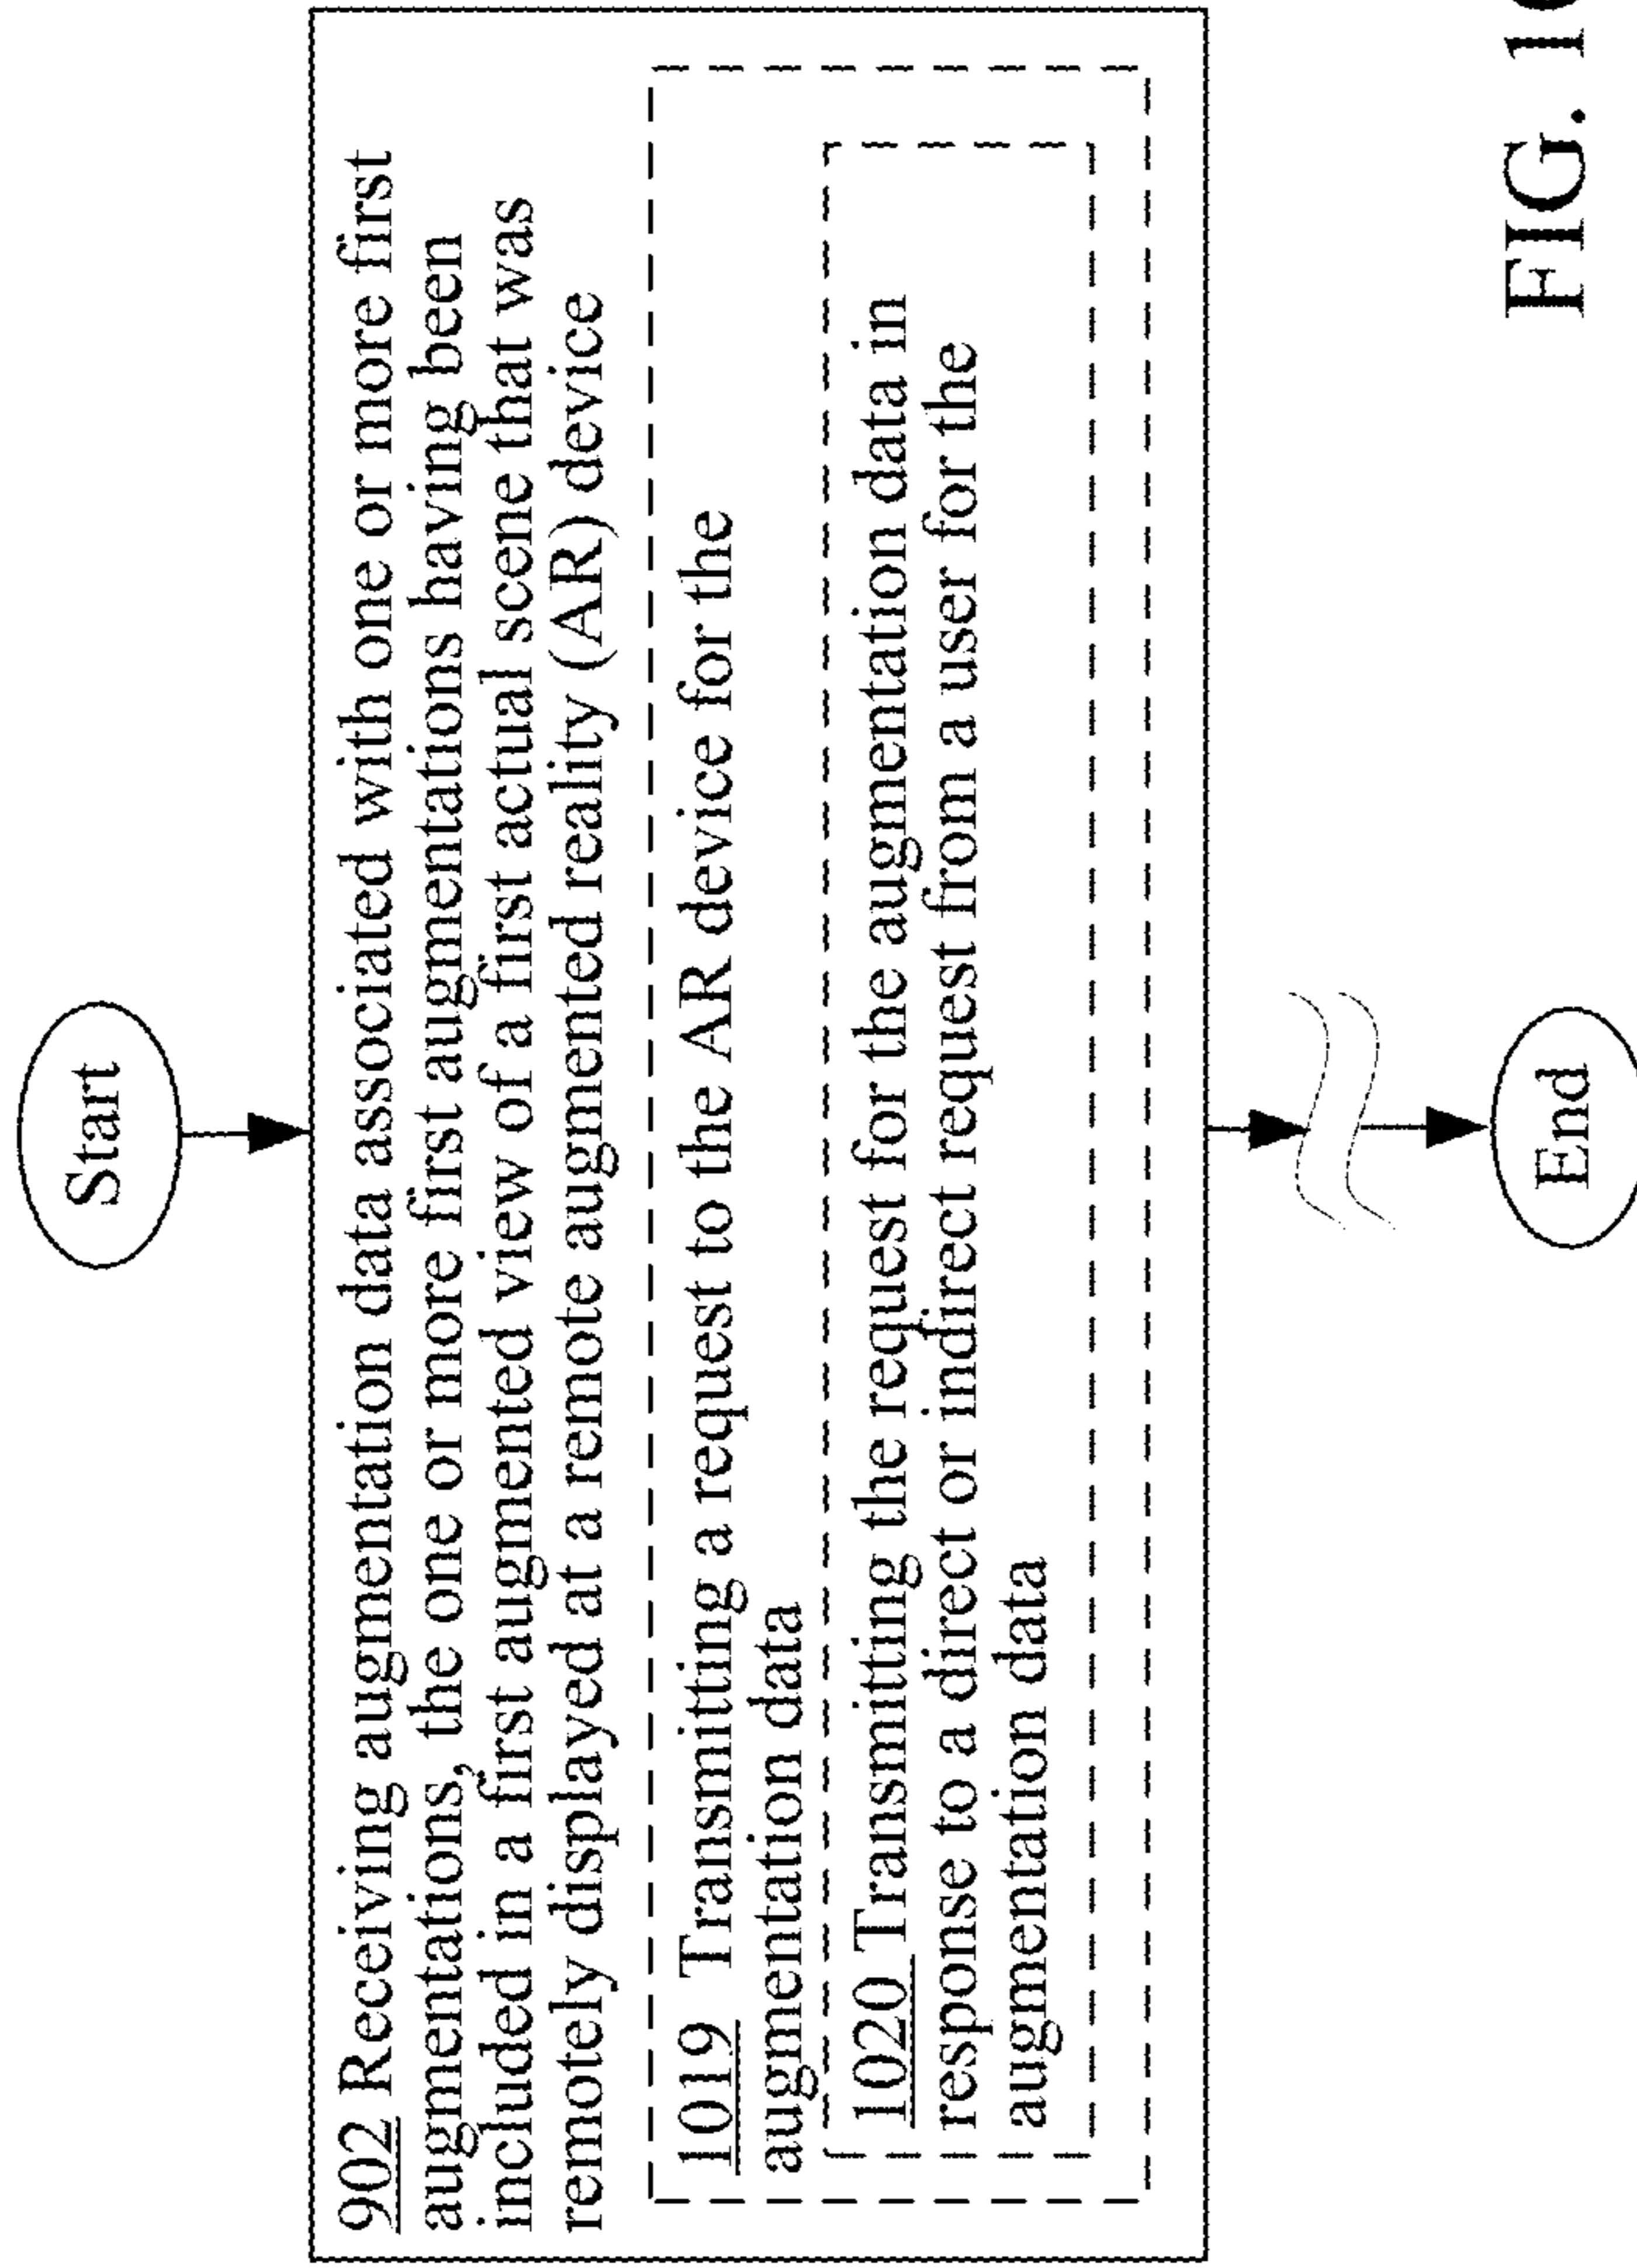 Start
902 Receiving augmentation data associated with one or more first
augmentations, the one or more first augmentations having been
included in a first augmented view of a first actual scene that was
remotely displayed at a remote augmented reality (AR) device
1019 Transmitting a request to the AR device for the
augmentation data
1020 Transmitting the request for the augmentation data in
response to a direct or indirect request from a user for the
augmentation data
End
FIG.